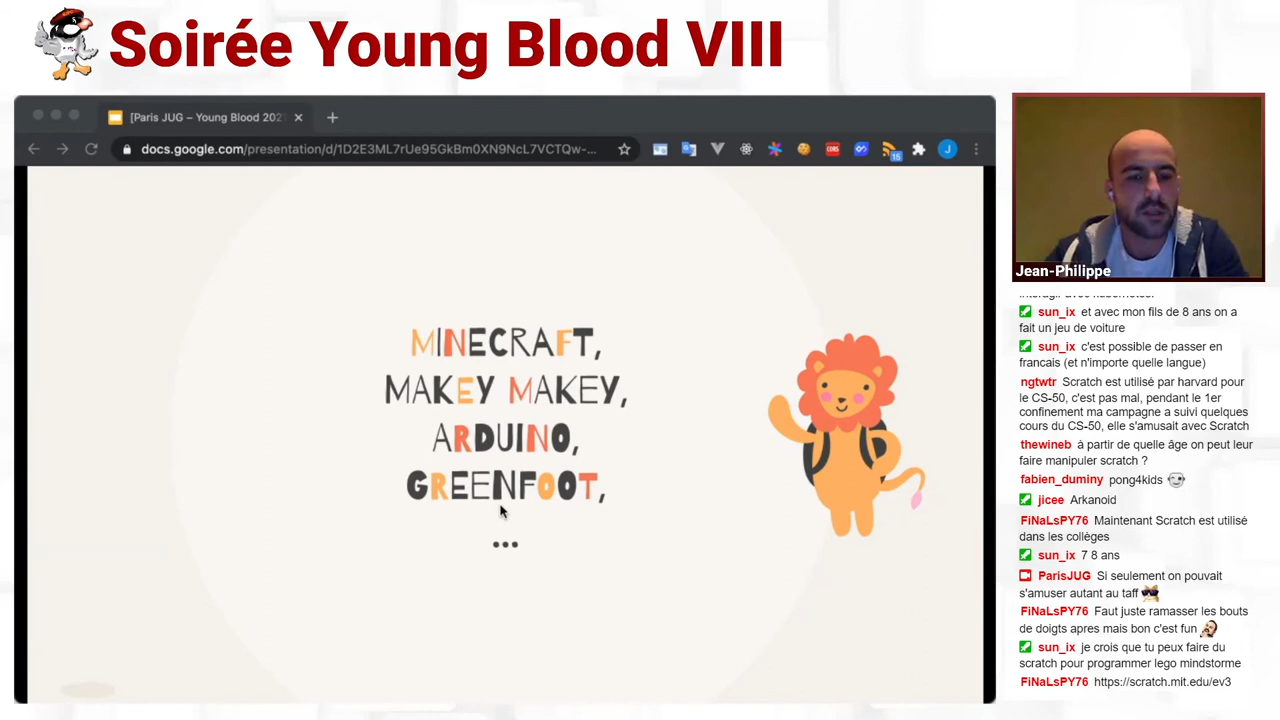 Soirée Young Blood VIII
[Paris JUG – Young Blood 202
docs.google.com/presentation/d/1D2E3ML7rUe95GkBm0XN9NcL7VCTQw-...
CORS
15
J
MINECRAFT,
MAKEY MAKEY,
ARDUINO,
GREENFOOT,
...
Jean-Philippe
sun_ix et avec mon fils de 8 ans on a
fait un jeu de voiture
sun_ix c'est possible de passer en
francais (et n'importe quelle langue)
ngtwtr Scratch est utilisé par harvard pour
le CS-50, c'est pas mal, pendant le 1er
confinement ma campagne a suivi quelques
cours du CS-50, elle s'amusait avec Scratch
thewineb à partir de quelle âge on peut leur
faire manipuler scratch ?
fabien_duminy pong4kids
jicee Arkanoid
FiNaLsPY76 Maintenant Scratch est utilisé
dans les collèges
sun_ix 7 8 ans
ParisJUG Si seulement on pouvait
s'amuser autant au taff
FiNaLsPY76 Faut juste ramasser les bouts
de doigts apres mais bon c'est fun
sun_ix je crois que tu peux faire du
scratch pour programmer lego mindstorme
FiNaLsPY76 https://scratch.mit.edu/ev3